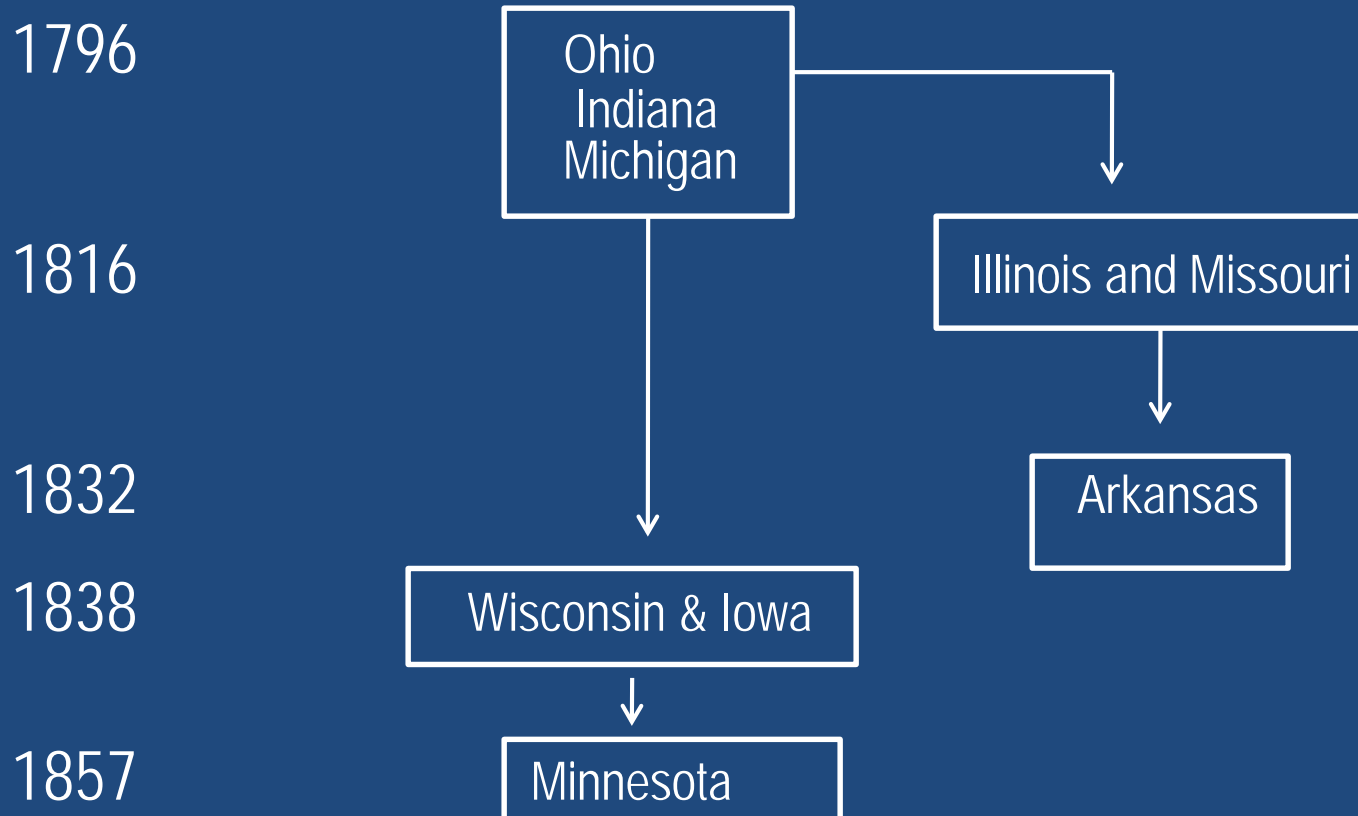 1796
Ohio
Indiana
Michigan
1816
Illinois and Missouri
1832
Arkansas
1838
Wisconsin & Iowa
1857
Minnesota